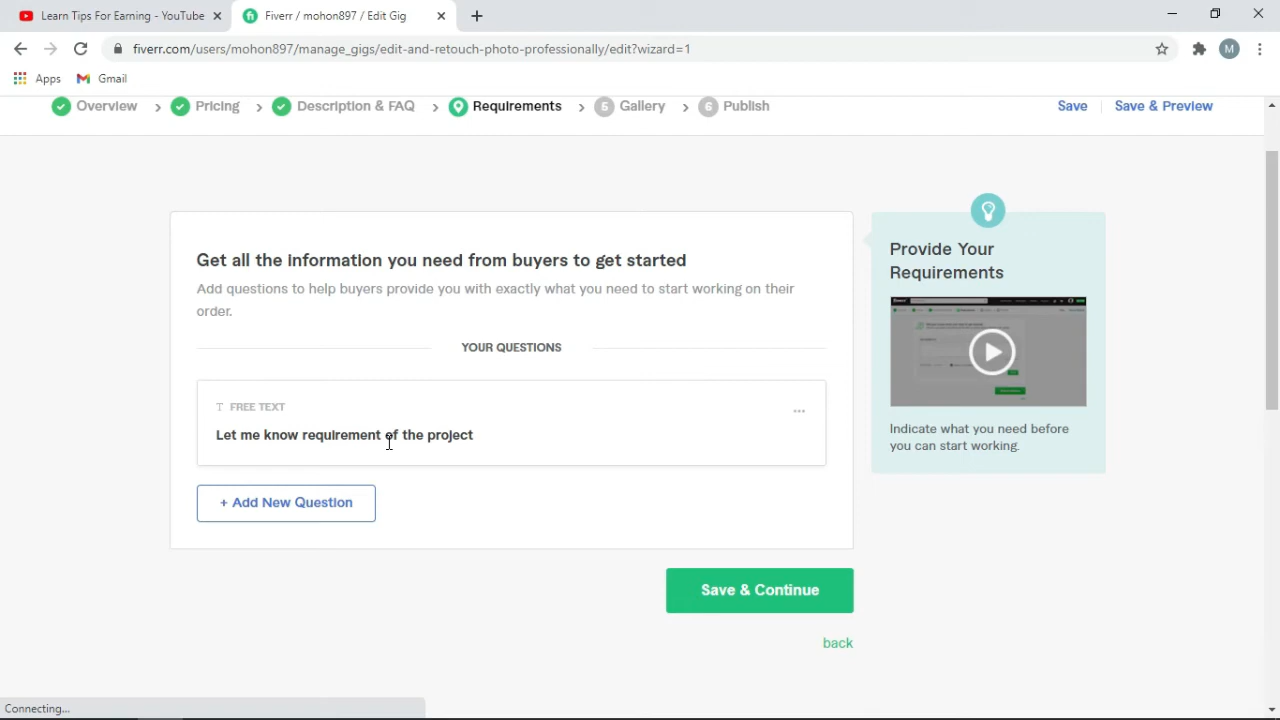 Learn Tips For Earning - YouTube
Fiverr / mohon897 / Edit Gig
fiverr.com/users/mohon897/manage_gigs/edit-and-retouch-photo-professionally/edit?wizard=1
M
Apps
Gmail
Overview > Pricing > Description & FAQ > Requirements > 5 Gallery > 6 Publish
Save
Save & Preview
Get all the information you need from buyers to get started
Add questions to help buyers provide you with exactly what you need to start working on their
order.
YOUR QUESTIONS
FREE TEXT
...
Let me know requirement of the project
+ Add New Question
Save & Continue
back
Provide Your
Requirements
Indicate what you need before
you can start working.
Connecting...